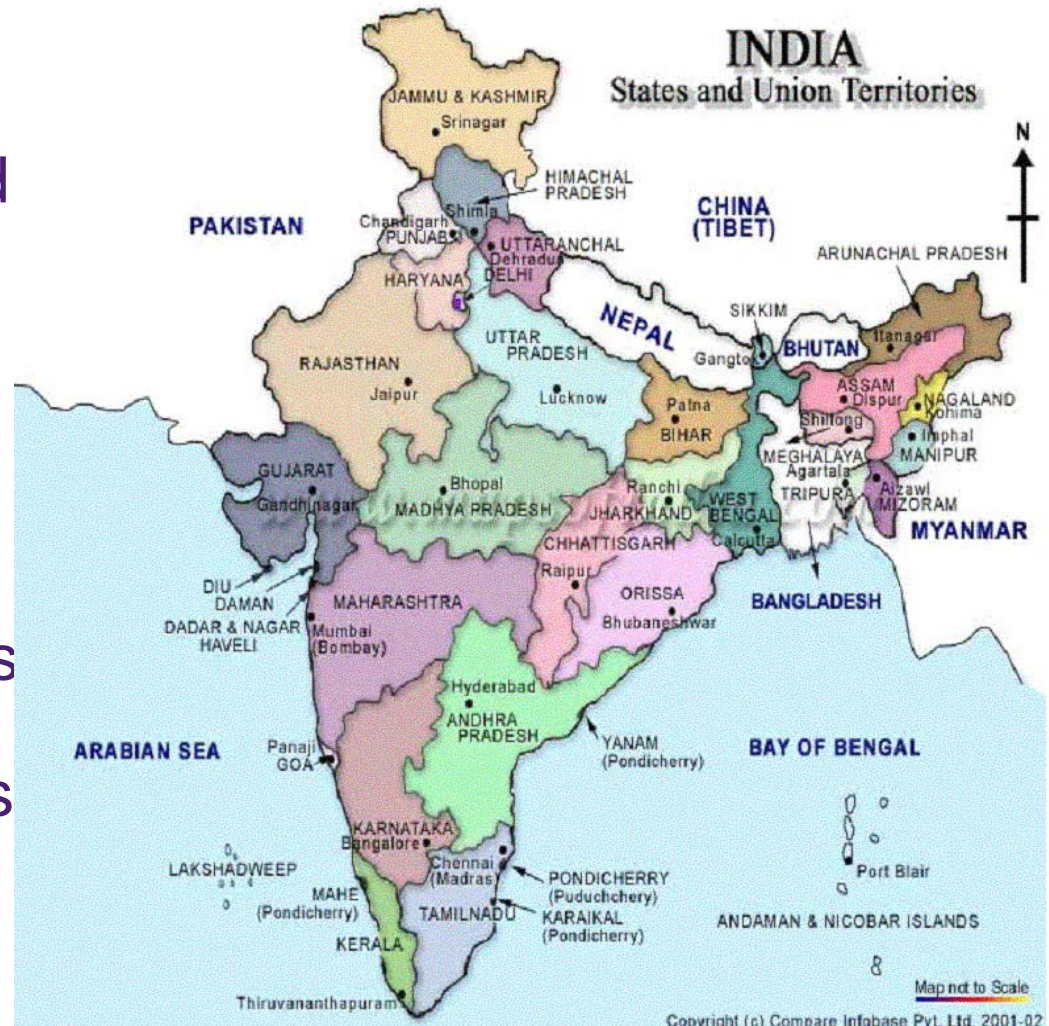 INDIA
States and Union Territories
N
JAMMU & KASHMIR
Srinagar
HIMACHAL
PRADESH
PAKISTAN
CHINA
(TIBET)
Chandigarh
Shimla
PUNJAB
UTTARANCHAL
Dehradun
ARUNACHAL PRADESH
HARYANA
DELHI
NEPAL
SIKKIM
Gangtok
BHUTAN
Itanagar
UTTAR
PRADESH
RAJASTHAN
Jaipur
Lucknow
ASSAM
Dispur
NAGALAND
Kohima
Patna
BIHAR
Shillong
Imphal
MANIPUR
MEGHALAYA
Agartala
TRIPURA
Aizawl
MIZORAM
MYANMAR
GUJARAT
Gandhinagar
Bhopal
MADHYA PRADESH
Ranchi
JHARKHAND
WEST
BENGAL
Calcutta
CHHATTISGARH
Raipur
ORISSA
Bhubaneshwar
BANGLADESH
DIU
DAMAN
DADAR & NAGAR
HAVELI
MAHARASHTRA
Mumbai
(Bombay)
Hyderabad
ANDHRA
PRADESH
YANAM
(Pondicherry)
ARABIAN SEA
Panaji
GOA
BAY OF BENGAL
KARNATAKA
Bangalore
LAKSHADWEEP
Chennai
(Madras)
PONDICHERRY
(Puduchchery)
MAHE
(Pondicherry)
TAMILNADU
KARAIKAL
(Pondicherry)
KERALA
Thiruvananthapuram
Port Blair
ANDAMAN & NICOBAR ISLANDS
Map not to Scale
Copyright (c) Compare Infobase Pvt. Ltd. 2001-02